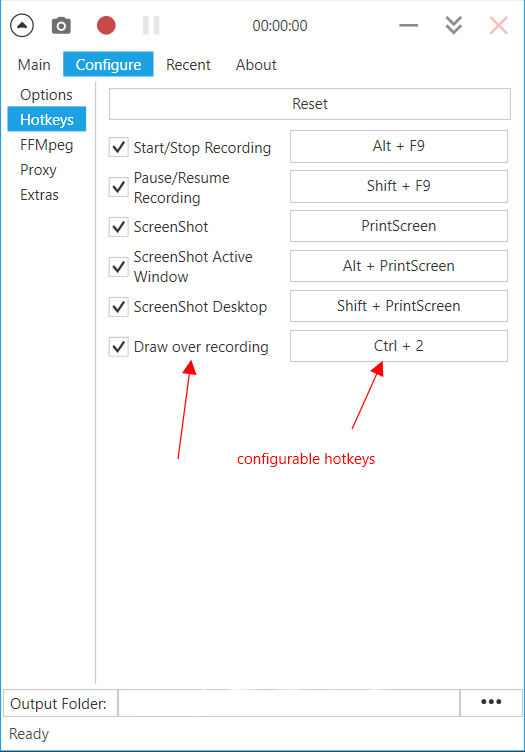 00:00:00
Main Configure Recent About
Options
Hotkeys
FFMpeg
Proxy
Extras
Reset
Start/Stop Recording Alt + F9
Pause/Resume
Recording
Shift + F9
ScreenShot PrintScreen
ScreenShot Active
Window
Alt + PrintScreen
ScreenShot Desktop Shift + PrintScreen
Draw over recording Ctrl + 2
configurable hotkeys
Output Folder: •••
Ready